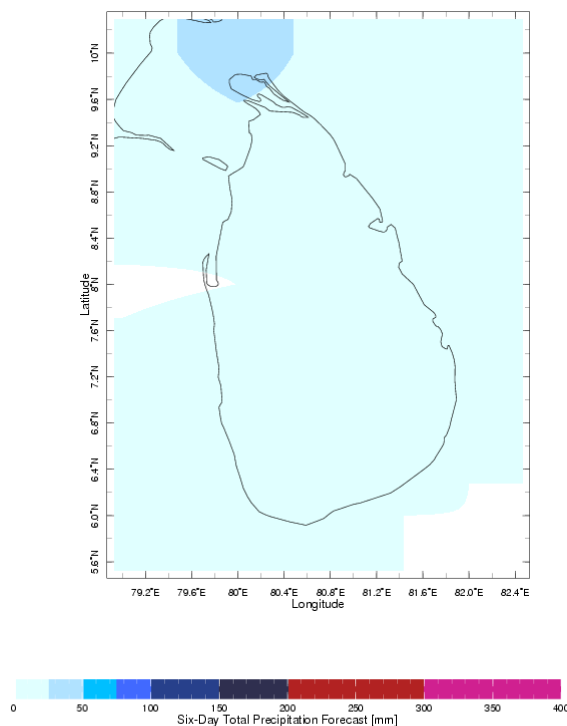 10°N
9.6°N
9.2°N
8.8°N
8.4°N
8°N
7.6°N
7.2°N
6.8°N
6.4°N
6.0°N
5.6°N
Latitude
79.2°E 79.6°E 80°E 80.4°E 80.8°E 81.2°E 81.6°E 82.0°E 82.4°E
Longitude
0 50 100 150 200 250 300 350 400
Six-Day Total Precipitation Forecast [mm]